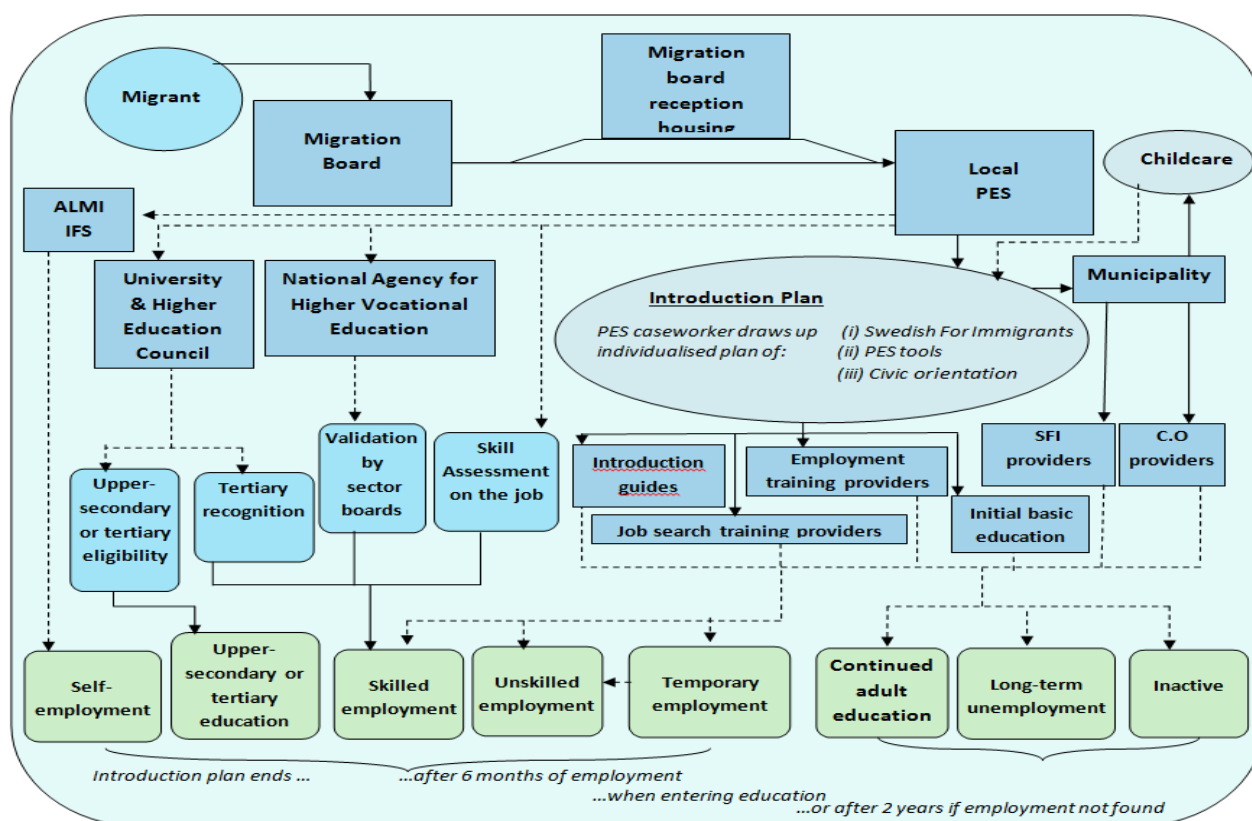 Migrant
Migration
Board
Migration
board
reception
housing
Local
PES
Childcare
ALMI
IFS
University
& Higher
Education
Council
National Agency for
Higher Vocational
Education
Introduction Plan
PES caseworker draws up
individualised plan of:
(i) Swedish For Immigrants
(ii) PES tools
(iii) Civic orientation
Municipality
Upper-
secondary
or tertiary
eligibility
Tertiary
recognition
Validation
by
sector
boards
Skill
Assessment
on the job
Introduction
guides
Employment
training providers
Job search training providers
Initial basic
education
SFI
providers
C.O
providers
Self-
employment
Upper-
secondary or
tertiary
education
Skilled
employment
Unskilled
employment
Temporary
employment
Continued
adult
education
Long-term
unemployment
Inactive
Introduction plan ends ...
...after 6 months of employment
...when entering education
...or after 2 years if employment not found